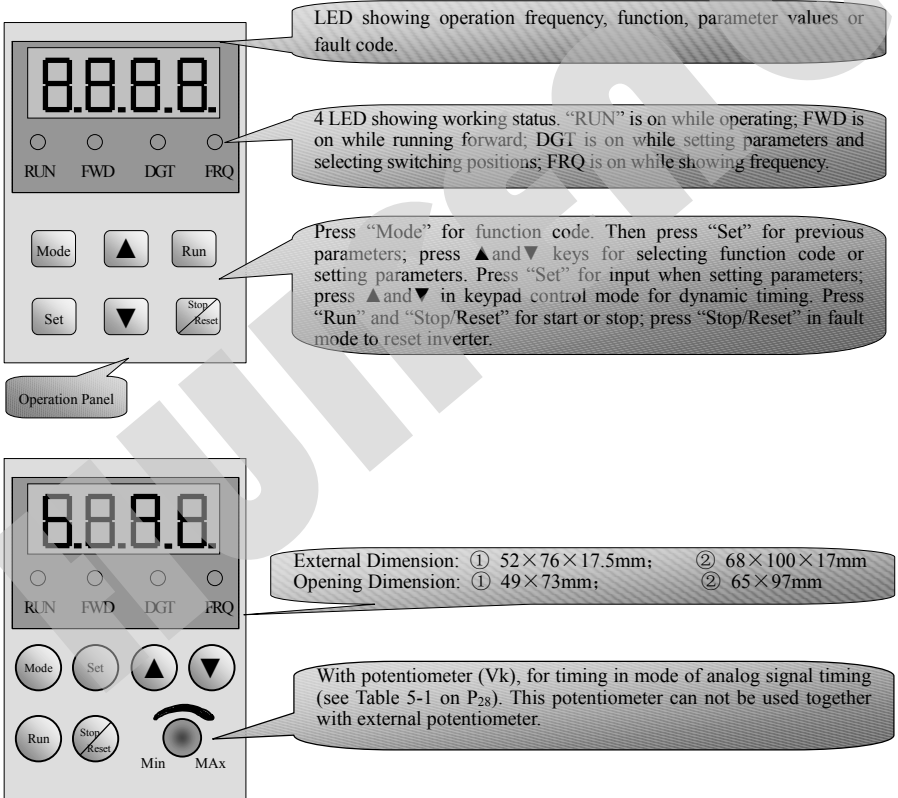 LED showing operation frequency, function, parameter values or
fault code.
8.8.8.8.
RUN FWD DGT FRQ
4 LED showing working status. “RUN” is on while operating; FWD is
on while running forward; DGT is on while setting parameters and
selecting switching positions; FRQ is on while showing frequency.
Mode ▲ Run
Set ▼ Stop/Reset
Press “Mode” for function code. Then press “Set” for previous
parameters; press ▲and▼ keys for selecting function code or
setting parameters. Press “Set” for input when setting parameters;
press ▲and▼ in keypad control mode for dynamic timing. Press
“Run” and “Stop/Reset” for start or stop; press “Stop/Reset” in fault
mode to reset inverter.
Operation Panel
RUN FWD DGT FRQ
External Dimension: ① 52×76×17.5mm; ② 68×100×17mm
Opening Dimension: ① 49×73mm; ② 65×97mm
Mode Set ▲ ▼
Run Stop/Reset
Min MAx
With potentiometer (Vk), for timing in mode of analog signal timing
(see Table 5-1 on P28). This potentiometer can not be used together
with external potentiometer.